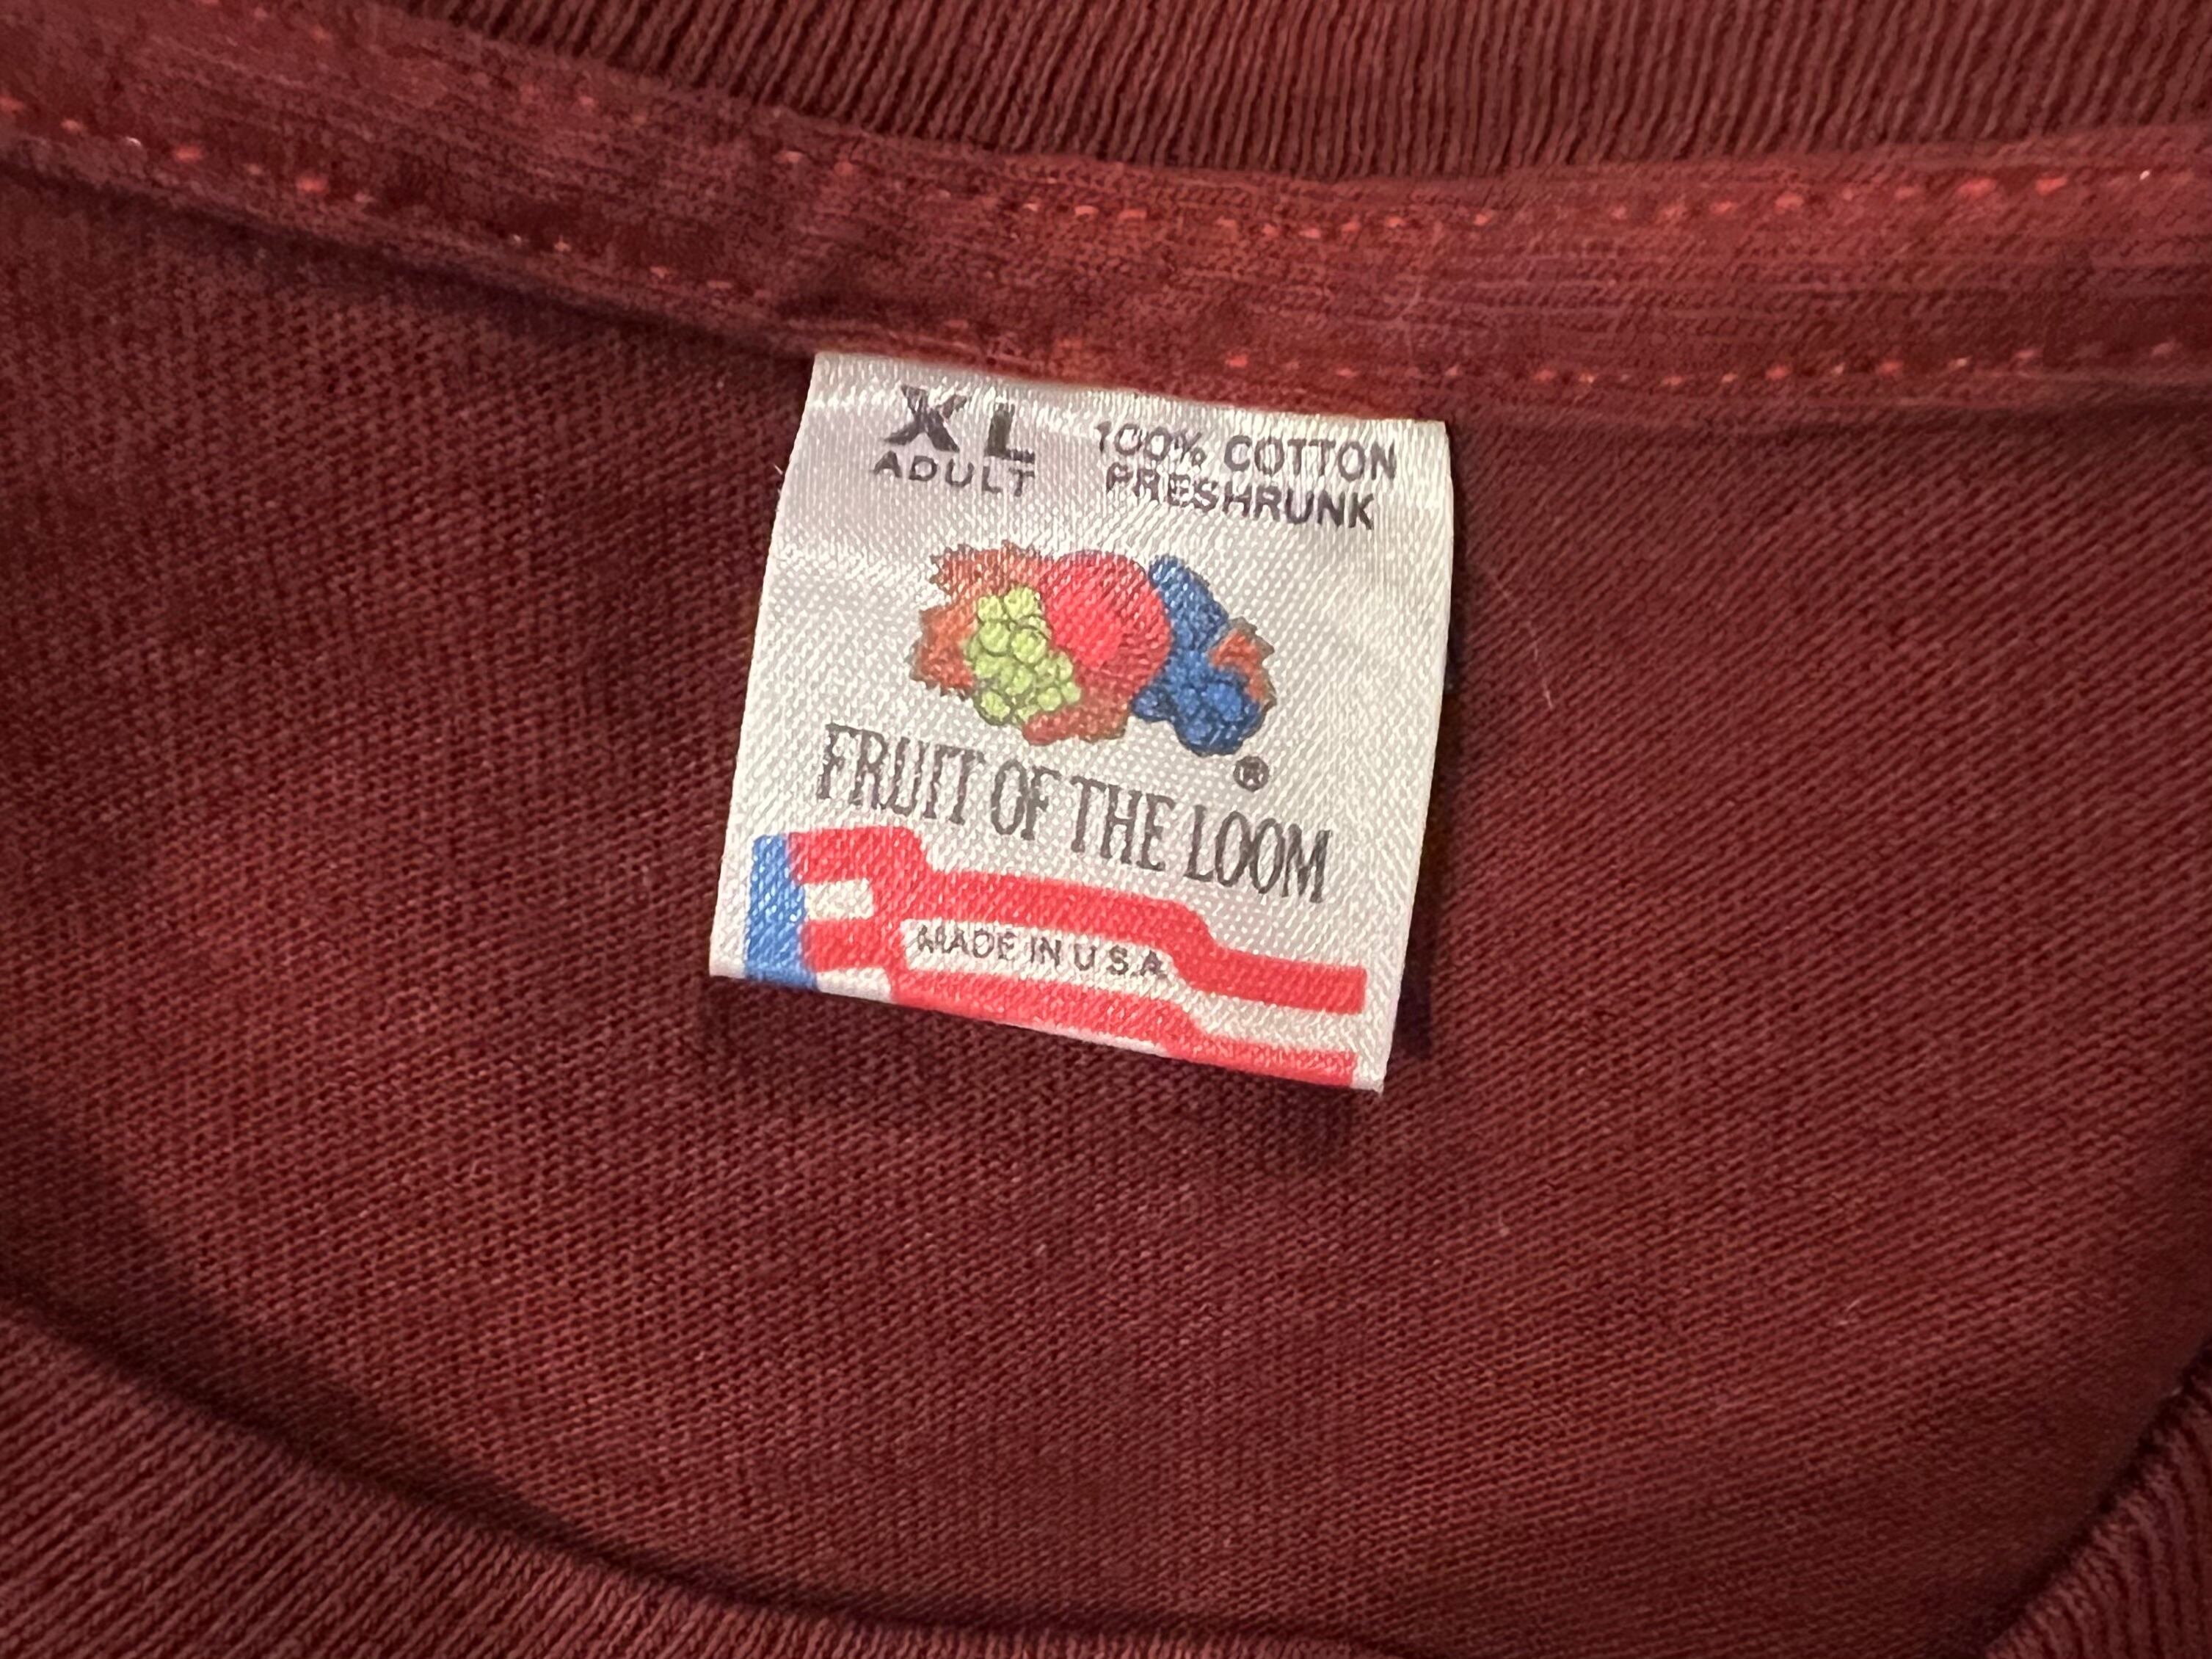 XL
ADULT
100% COTTON
PRESHRUNK
®
FRUIT OF THE LOOM
MADE IN U.S.A.